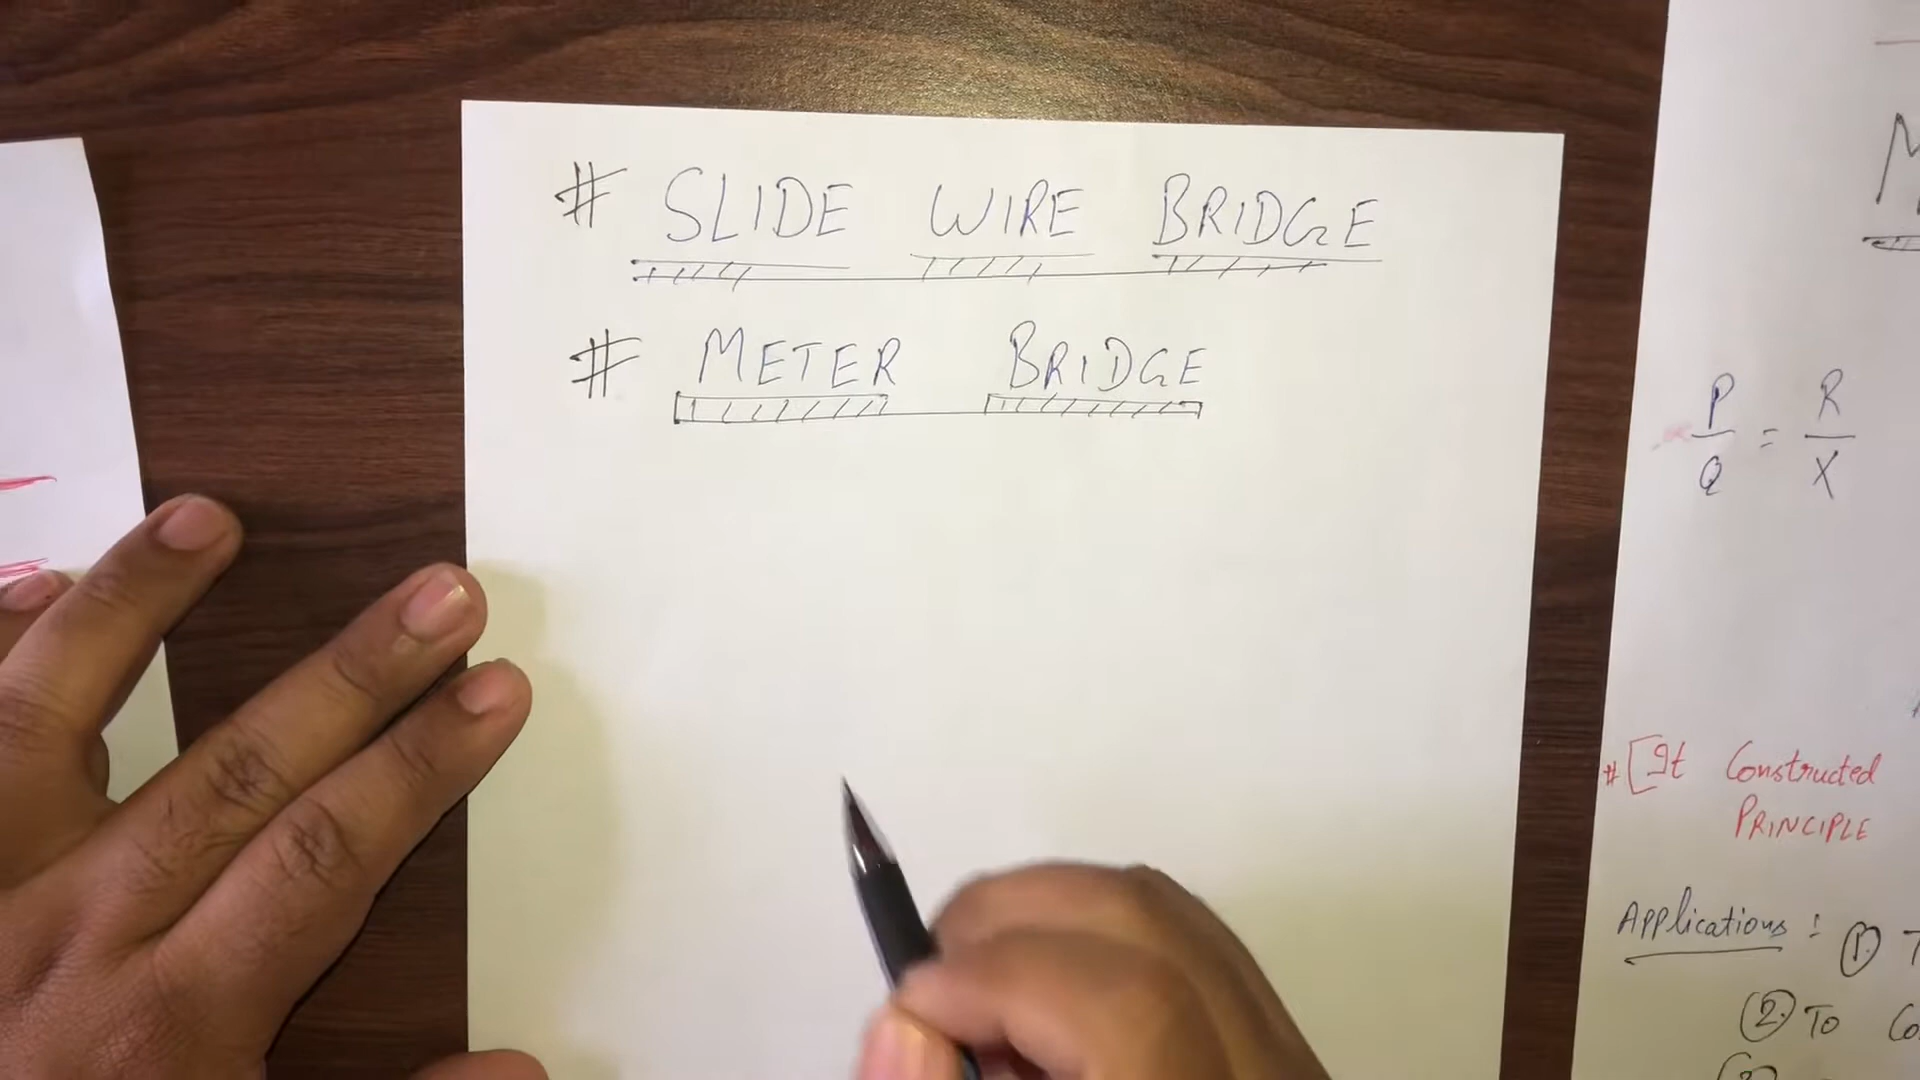 # SLIDE WIRE BRIDGE
# METER BRIDGE
P/Q = R/X
# [It Constructed
PRINCIPLE
Applications : (1)
(2) To